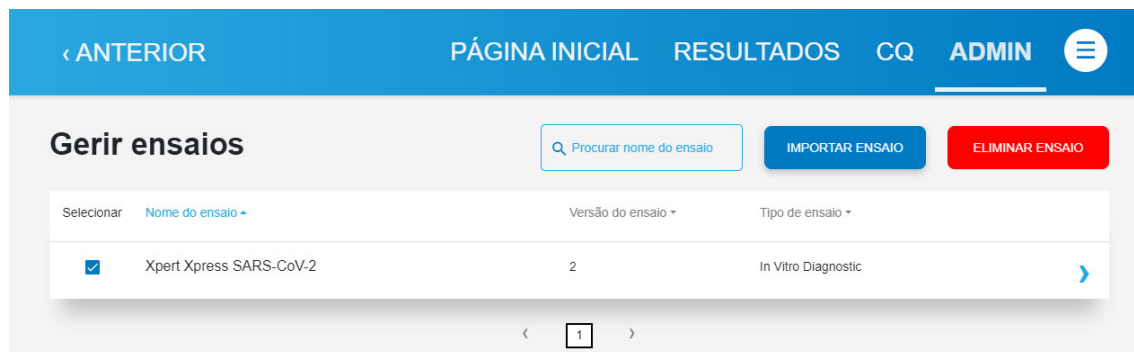 ‹ ANTERIOR PÁGINA INICIAL RESULTADOS CQ ADMIN
Gerir ensaios Procurar nome do ensaio IMPORTAR ENSAIO ELIMINAR ENSAIO
Selecionar Nome do ensaio Versão do ensaio Tipo de ensaio
Xpert Xpress SARS-CoV-2 2 In Vitro Diagnostic
1